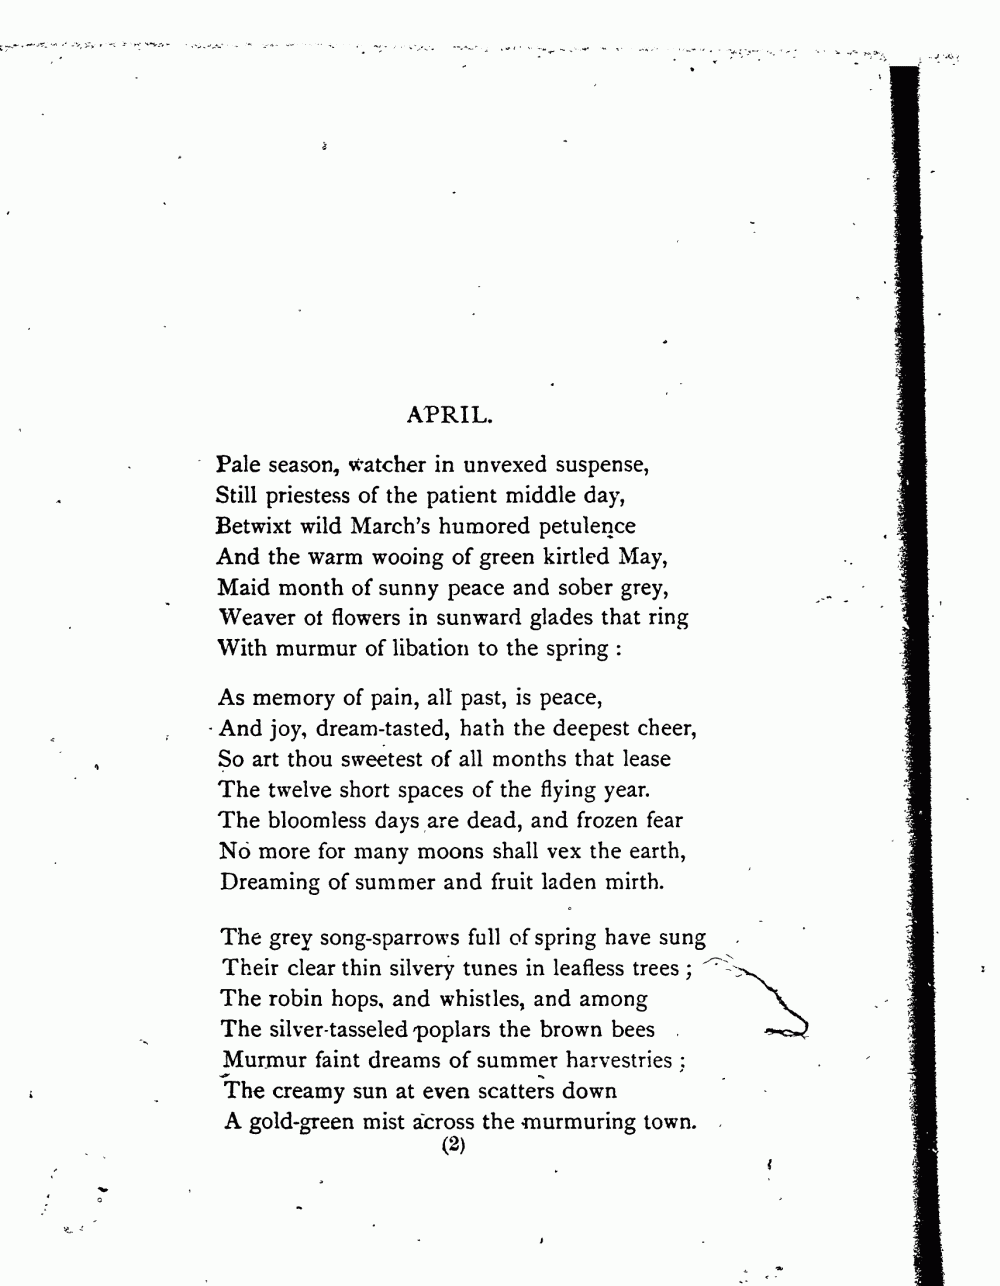 APRIL.
Pale season, watcher in unvexed suspense,
Still priestess of the patient middle day,
Betwixt wild March's humored petulence
And the warm wooing of green kirtled May,
Maid month of sunny peace and sober grey,
Weaver of flowers in sunward glades that ring
With murmur of libation to the spring :
As memory of pain, all past, is peace,
And joy, dream-tasted, hath the deepest cheer,
So art thou sweetest of all months that lease
The twelve short spaces of the flying year.
The bloomless days are dead, and frozen fear
No more for many moons shall vex the earth,
Dreaming of summer and fruit laden mirth.
The grey song-sparrows full of spring have sung
Their clear thin silvery tunes in leafless trees ;
The robin hops, and whistles, and among
The silver-tasseled poplars the brown bees
Murmur faint dreams of summer harvestries ;
The creamy sun at even scatters down
A gold-green mist across the murmuring town.
(2)